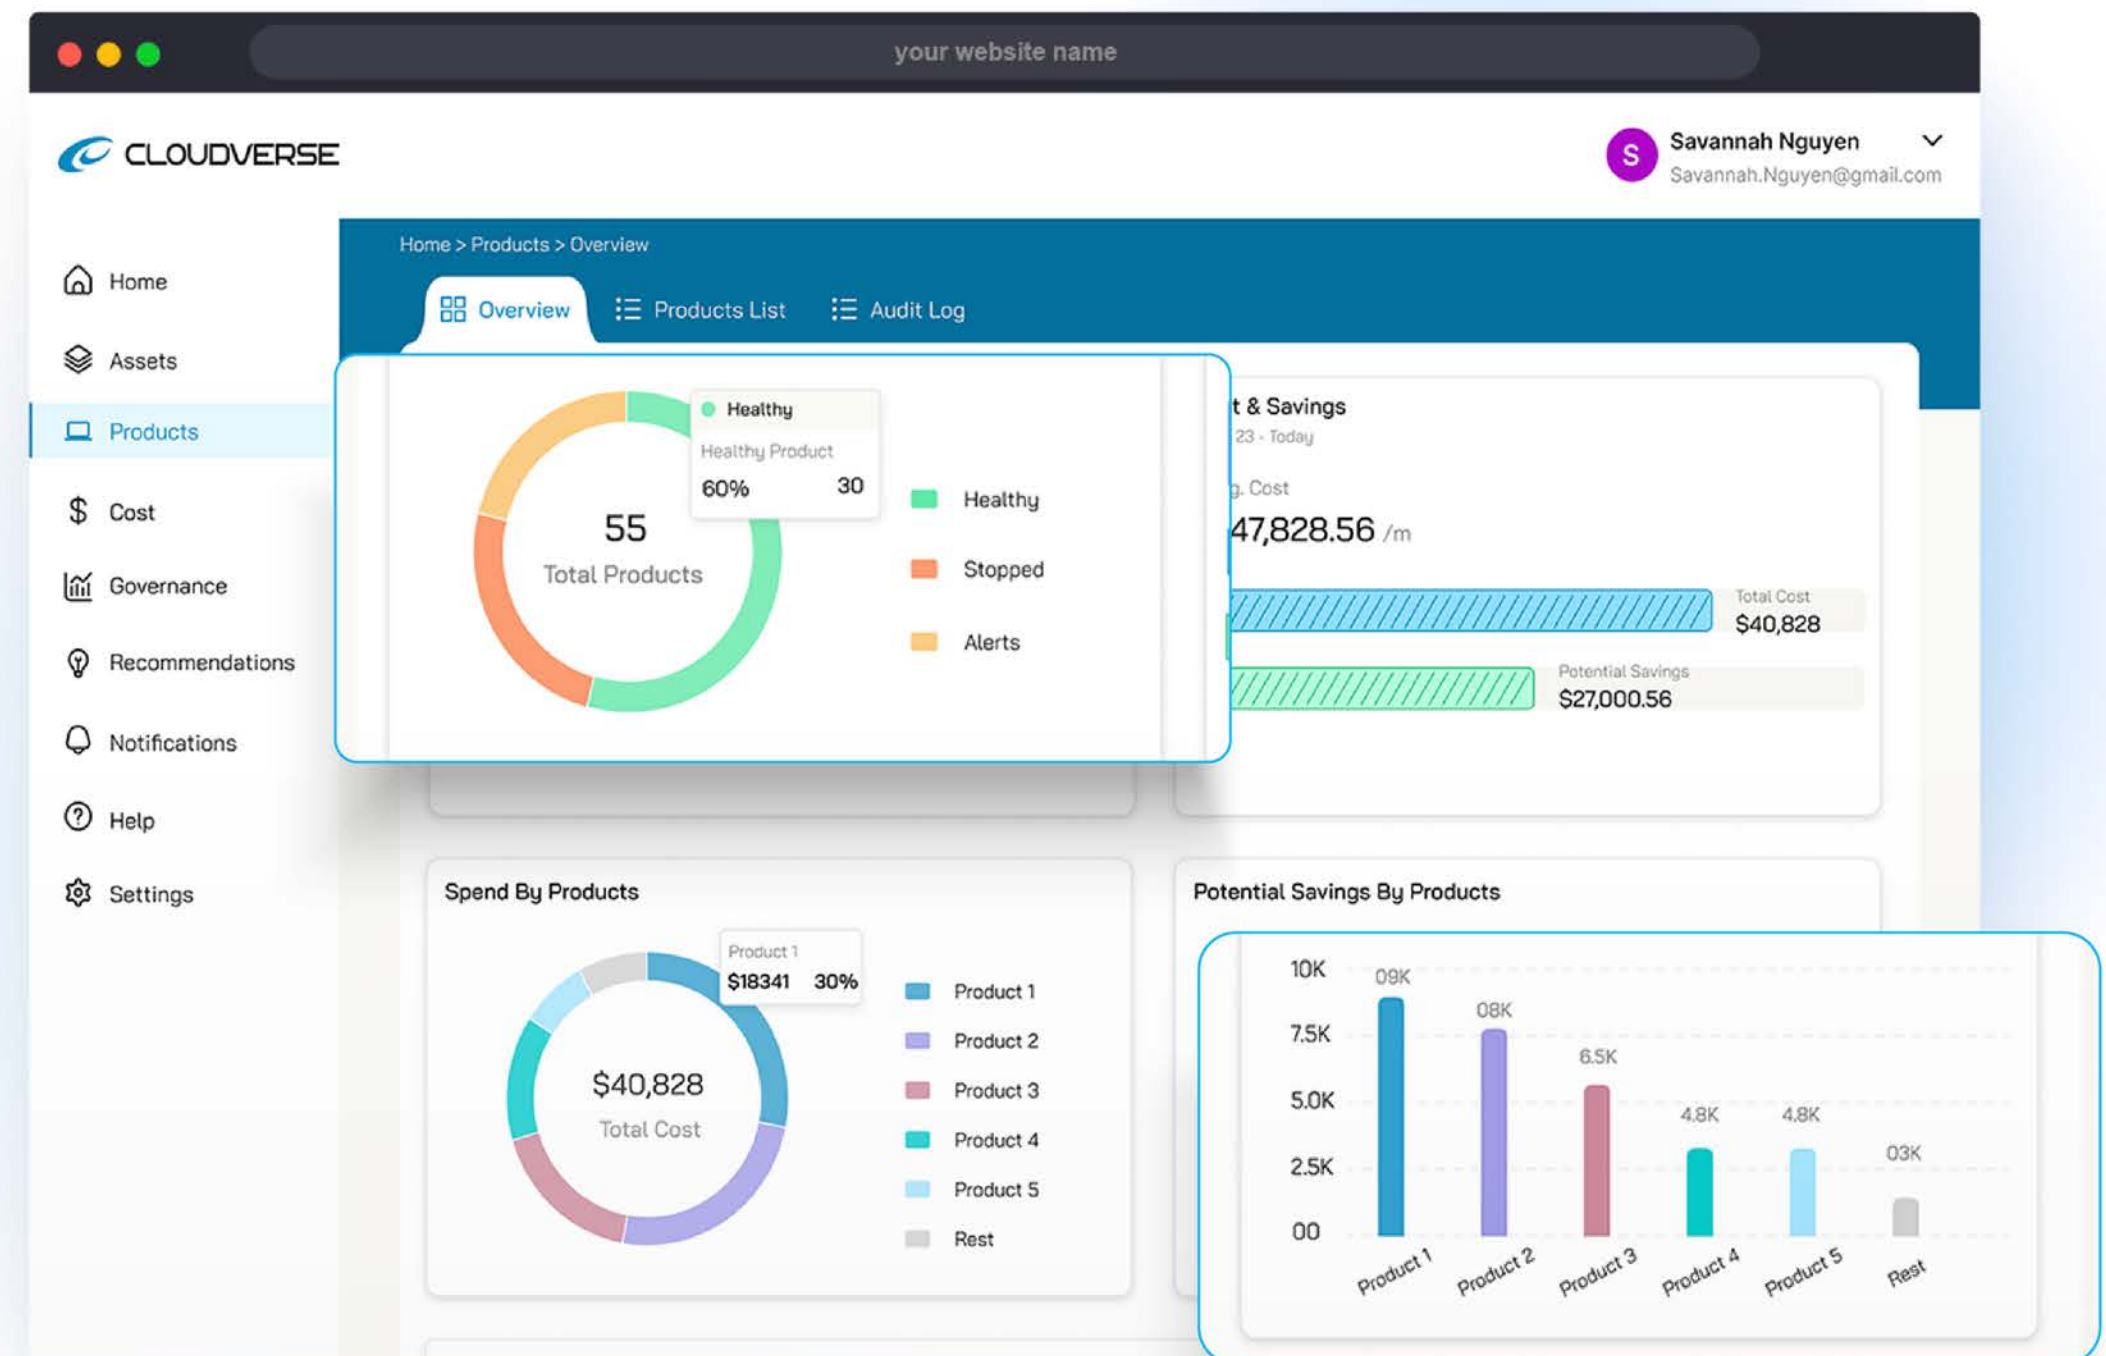 your website name
CLOUDVERSE
S
Savannah Nguyen
Savannah.Nguyen@gmail.com
Home
Assets
Products
Cost
Governance
Recommendations
Notifications
Help
Settings
Home > Products > Overview
Overview
Products List
Audit Log
Healthy
Healthy Product
60% 30
55
Total Products
Healthy
Stopped
Alerts
t & Savings
23 - Today
g. Cost
47,828.56 /m
Total Cost
$40,828
Potential Savings
$27,000.56
Spend By Products
Product 1
$18341 30%
$40,828
Total Cost
Product 1
Product 2
Product 3
Product 4
Product 5
Rest
Potential Savings By Products
10K
7.5K
5.0K
2.5K
00
09K
08K
6.5K
4.8K
4.8K
03K
Product 1
Product 2
Product 3
Product 4
Product 5
Rest